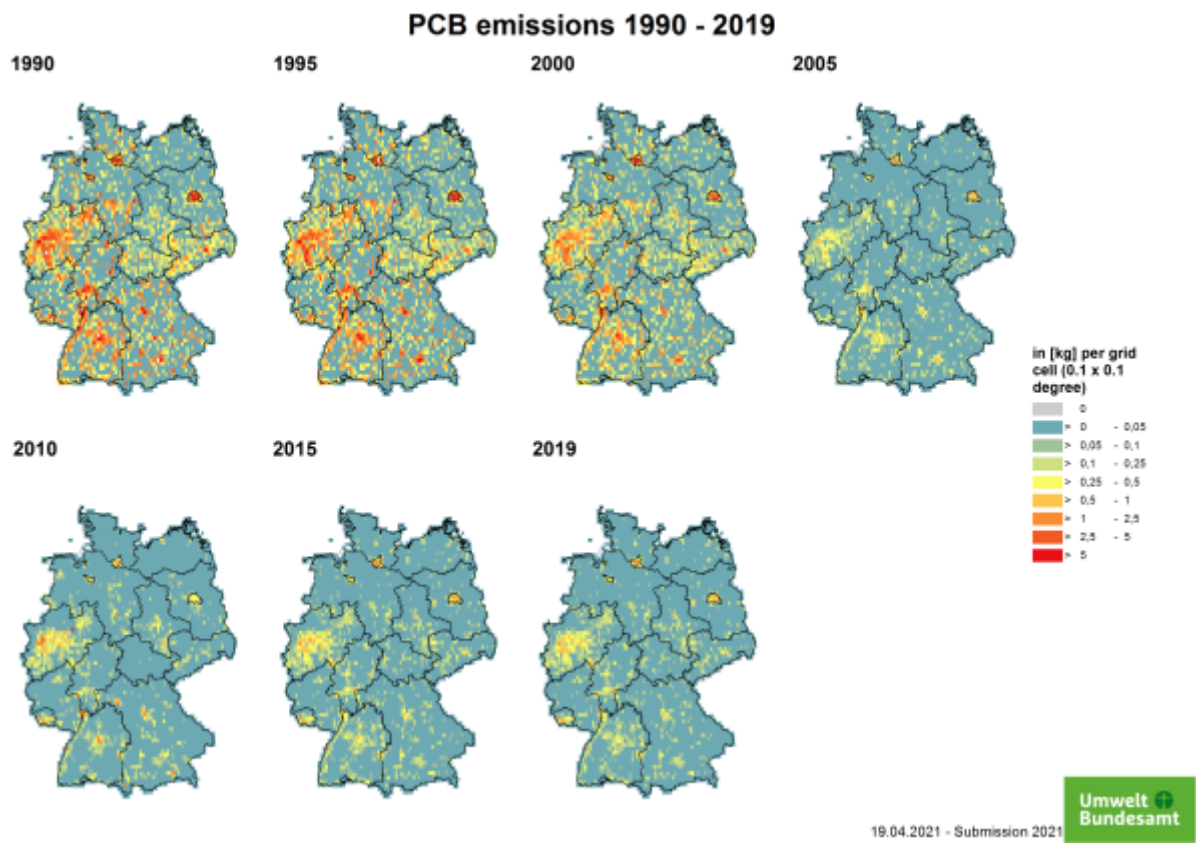 PCB emissions 1990 - 2019
1990
1995
2000
2005
2010
2015
2019
in [kg] per grid
cell (0.1 x 0.1
degree)
0
> 0 - 0,05
> 0,05 - 0,1
> 0,1 - 0,25
> 0,25 - 0,5
> 0,5 - 1
> 1 - 2,5
> 2,5 - 5
> 5
19.04.2021 - Submission 2021
Umwelt
Bundesamt